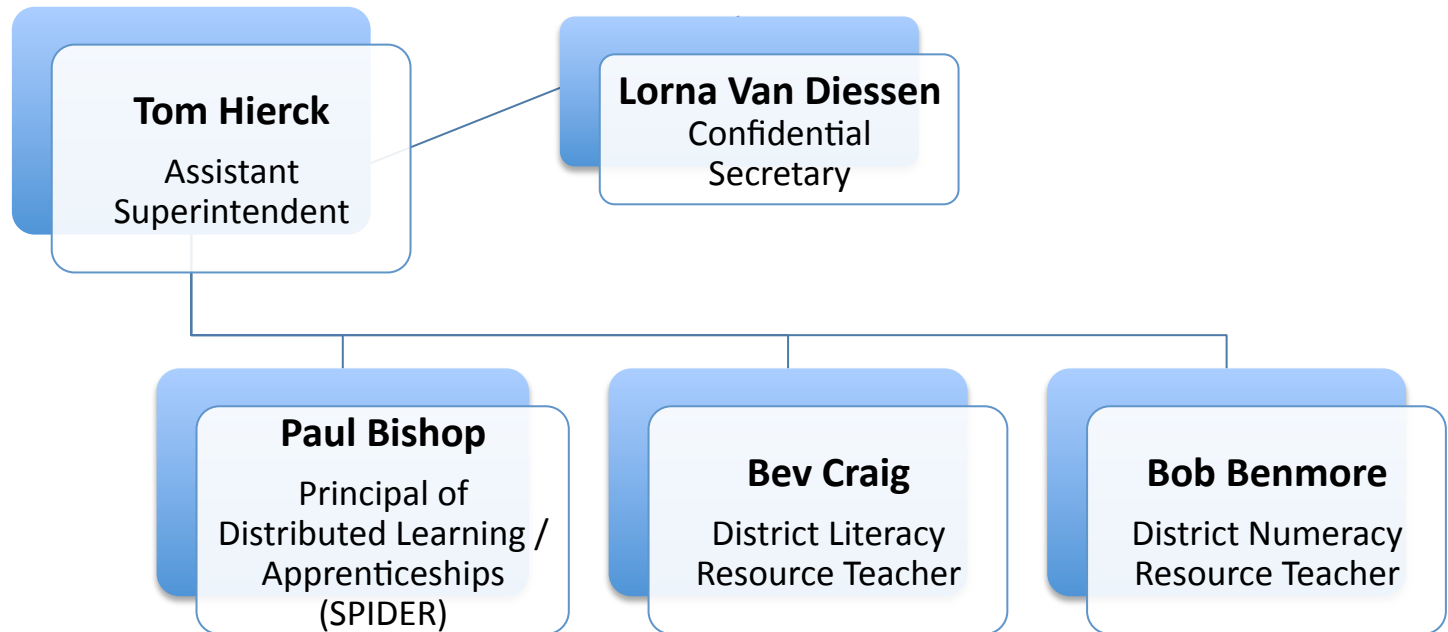 Tom Hierck
Assistant
Superintendent
Lorna Van Diessen
Confidential
Secretary
Paul Bishop
Principal of
Distributed Learning /
Apprenticeships
(SPIDER)
Bev Craig
District Literacy
Resource Teacher
Bob Benmore
District Numeracy
Resource Teacher